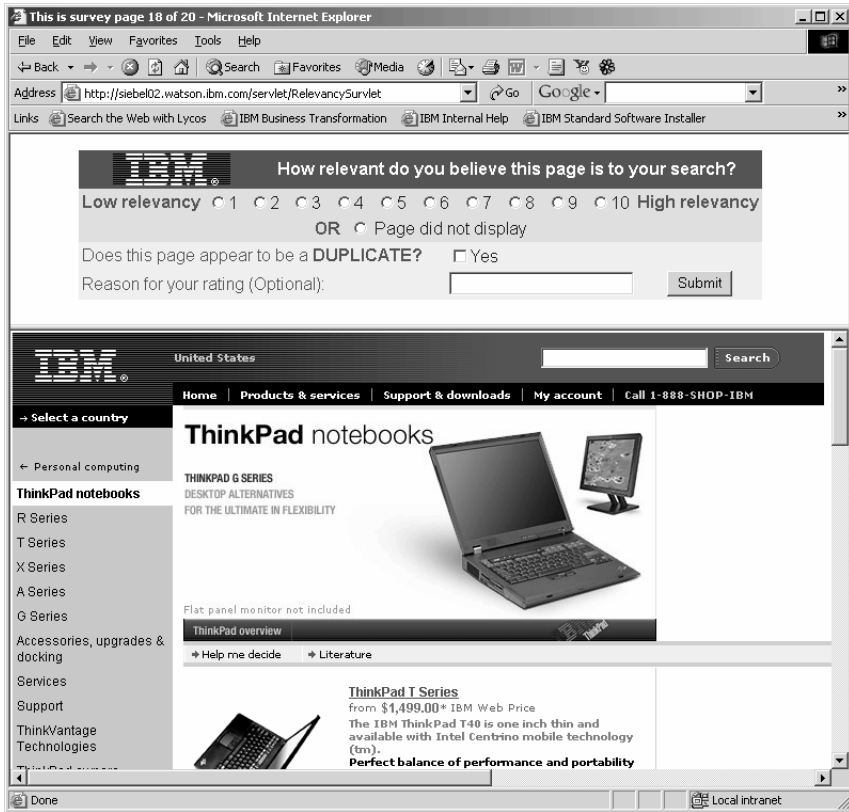 This is survey page 18 of 20 - Microsoft Internet Explorer
File Edit View Favorites Tools Help
Back Search Favorites Media
Address http://siebel02.watson.ibm.com/servlet/RelevancySurvlet Go Google
Links Search the Web with Lycos IBM Business Transformation IBM Internal Help IBM Standard Software Installer
IBM® How relevant do you believe this page is to your search?
Low relevancy 1 2 3 4 5 6 7 8 9 10 High relevancy
OR Page did not display
Does this page appear to be a DUPLICATE? Yes
Reason for your rating (Optional): Submit
IBM® United States Search
Home Products & services Support & downloads My account Call 1-888-SHOP-IBM
→ Select a country
← Personal computing
ThinkPad notebooks
R Series
T Series
X Series
A Series
G Series
Accessories, upgrades &
docking
Services
Support
ThinkVantage
Technologies
ThinkPad notebooks
THINKPAD G SERIES
DESKTOP ALTERNATIVES
FOR THE ULTIMATE IN FLEXIBILITY
Flat panel monitor not included
ThinkPad overview IBM ThinkPad
Help me decide Literature
ThinkPad T Series
from $1,499.00* IBM Web Price
The IBM ThinkPad T40 is one inch thin and
available with Intel Centrino mobile technology
(tm).
Perfect balance of performance and portability
Done Local intranet